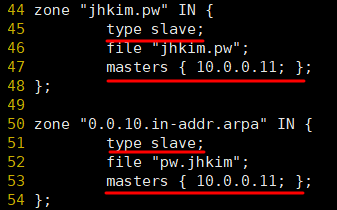 44 zone "jhkim.pw" IN {
45         type slave;
46         file "jhkim.pw";
47         masters { 10.0.0.11; };
48 };
49
50 zone "0.0.10.in-addr.arpa" IN {
51         type slave;
52         file "pw.jhkim";
53         masters { 10.0.0.11; };
54 };